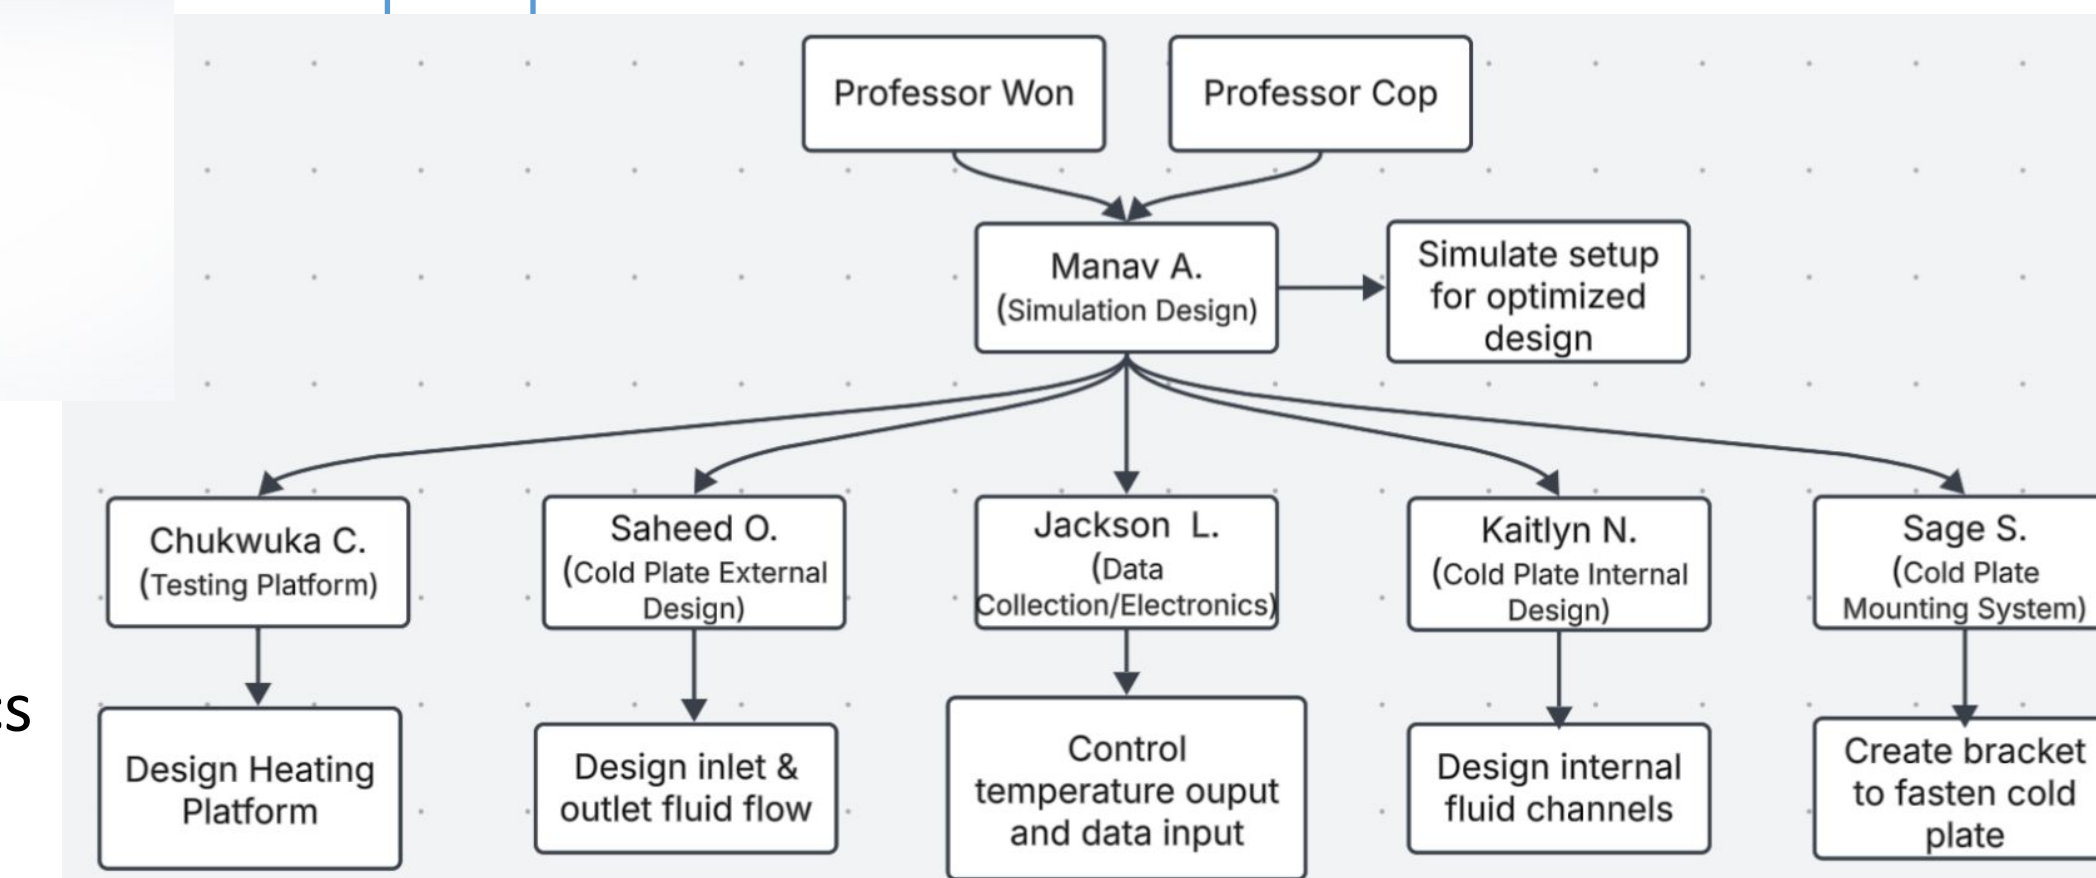 Professor Won
Professor Cop
Manav A.
(Simulation Design)
Simulate setup
for optimized
design
Chukwuka C.
(Testing Platform)
Saheed O.
(Cold Plate External
Design)
Jackson L.
(Data
Collection/Electronics)
Kaitlyn N.
(Cold Plate Internal
Design)
Sage S.
(Cold Plate
Mounting System)
Design Heating
Platform
Design inlet &
outlet fluid flow
Control
temperature ouput
and data input
Design internal
fluid channels
Create bracket
to fasten cold
plate